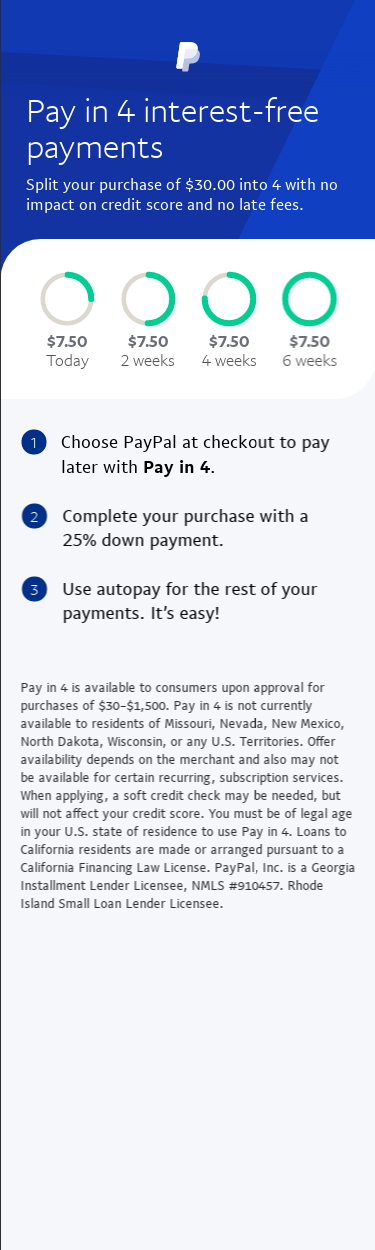 Pay in 4 interest-free
payments
Split your purchase of $30.00 into 4 with no
impact on credit score and no late fees.
$7.50 $7.50 $7.50 $7.50
Today 2 weeks 4 weeks 6 weeks
1 Choose PayPal at checkout to pay
later with Pay in 4.
2 Complete your purchase with a
25% down payment.
3 Use autopay for the rest of your
payments. It's easy!
Pay in 4 is available to consumers upon approval for
purchases of $30-$1,500. Pay in 4 is not currently
available to residents of Missouri, Nevada, New Mexico,
North Dakota, Wisconsin, or any U.S. Territories. Offer
availability depends on the merchant and also may not
be available for certain recurring, subscription services.
When applying, a soft credit check may be needed, but
will not affect your credit score. You must be of legal age
in your U.S. state of residence to use Pay in 4. Loans to
California residents are made or arranged pursuant to a
California Financing Law License. PayPal, Inc. is a Georgia
Installment Lender Licensee, NMLS #910457. Rhode
Island Small Loan Lender Licensee.